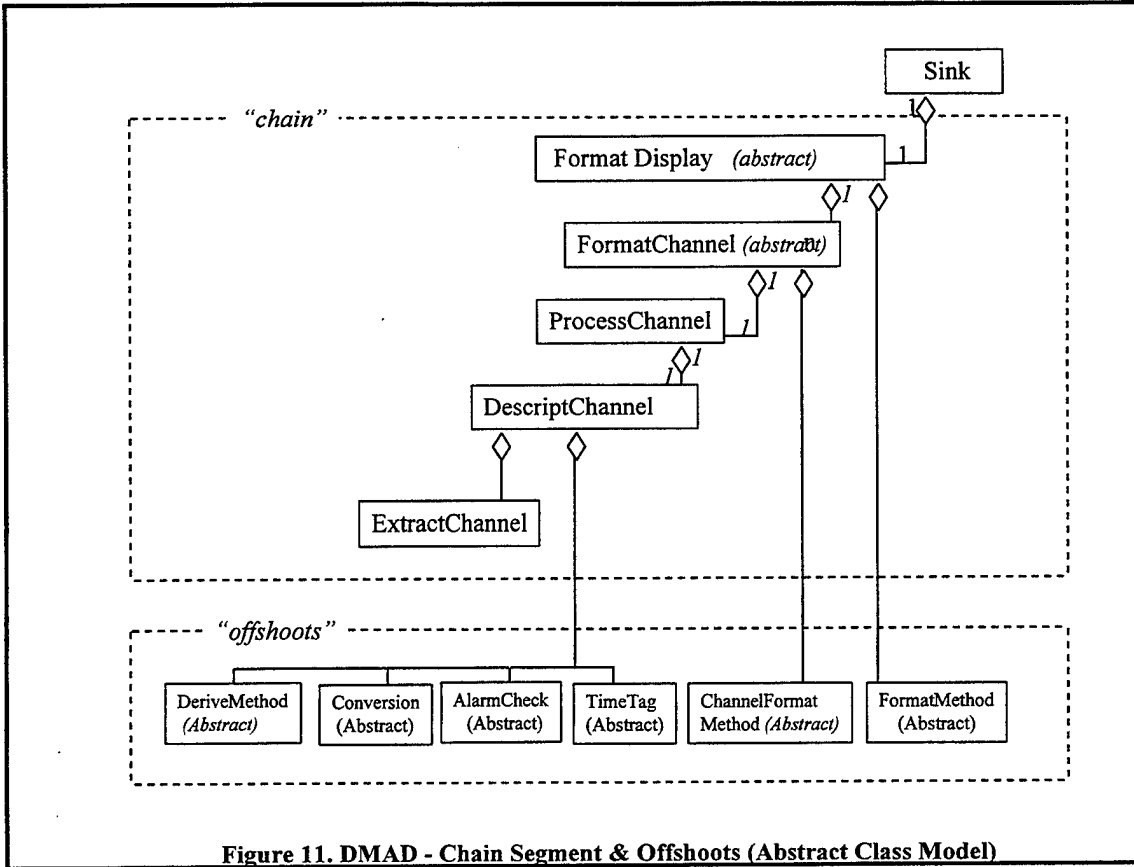 Sink
1
"chain"
Format Display (abstract)
1
1
FormatChannel (abstract)
n
1
ProcessChannel
1
1
1
DescriptChannel
ExtractChannel
"offshoots"
DeriveMethod
(Abstract)
Conversion
(Abstract)
AlarmCheck
(Abstract)
TimeTag
(Abstract)
ChannelFormat
Method (Abstract)
FormatMethod
(Abstract)
Figure 11. DMAD - Chain Segment & Offshoots (Abstract Class Model)